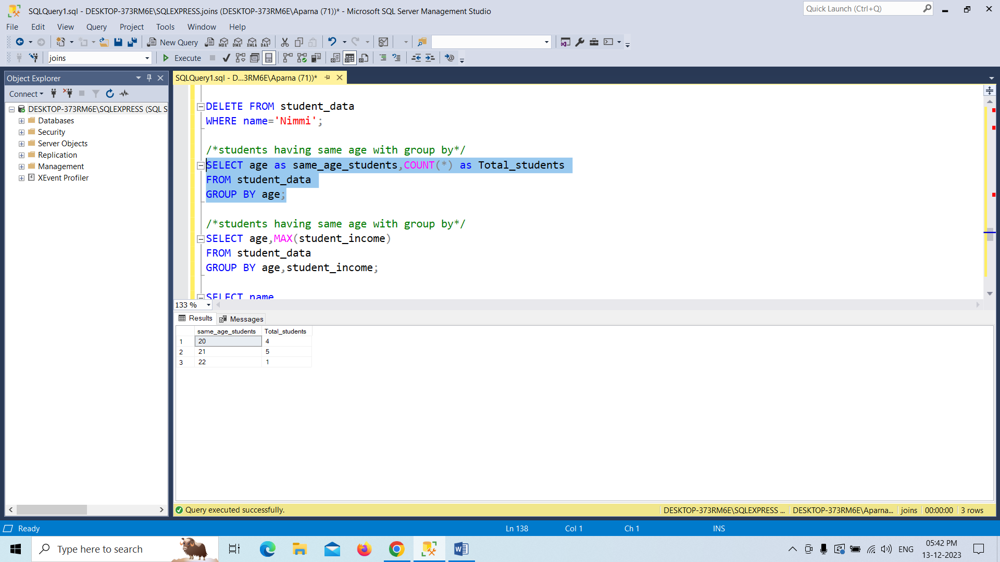 SQLQuery1.sql - DESKTOP-373RM6E\SQLEXPRESS.joins (DESKTOP-373RM6E\Aparna (71))* - Microsoft SQL Server Management Studio
Quick Launch (Ctrl+Q)
File Edit View Query Project Tools Window Help
New Query MDX DMX XMLA DAX
joins Execute
Object Explorer
SQLQuery1.sql - D...3RM6E\Aparna (71))*
Connect
DESKTOP-373RM6E\SQLEXPRESS (SQL S
Databases
Security
Server Objects
Replication
Management
XEvent Profiler
DELETE FROM student_data
WHERE name='Nimmi';
/*students having same age with group by*/
SELECT age as same_age_students,COUNT(*) as Total_students
FROM student_data
GROUP BY age;
/*students having same age with group by*/
SELECT age,MAX(student_income)
FROM student_data
GROUP BY age,student_income;
SELECT name
133 %
Results Messages
same_age_students Total_students
1 20 4
2 21 5
3 22 1
Query executed successfully.
DESKTOP-373RM6E\SQLEXPRESS ... DESKTOP-373RM6E\Aparna... joins 00:00:00 3 rows
Ready Ln 138 Col 1 Ch 1 INS
Type here to search
ENG
05:42 PM
13-12-2023